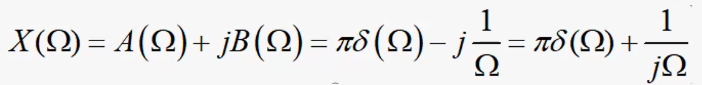 X(Ω) = A(Ω) + jB(Ω) = πδ(Ω) − j 1/Ω = πδ(Ω) + 1/jΩ